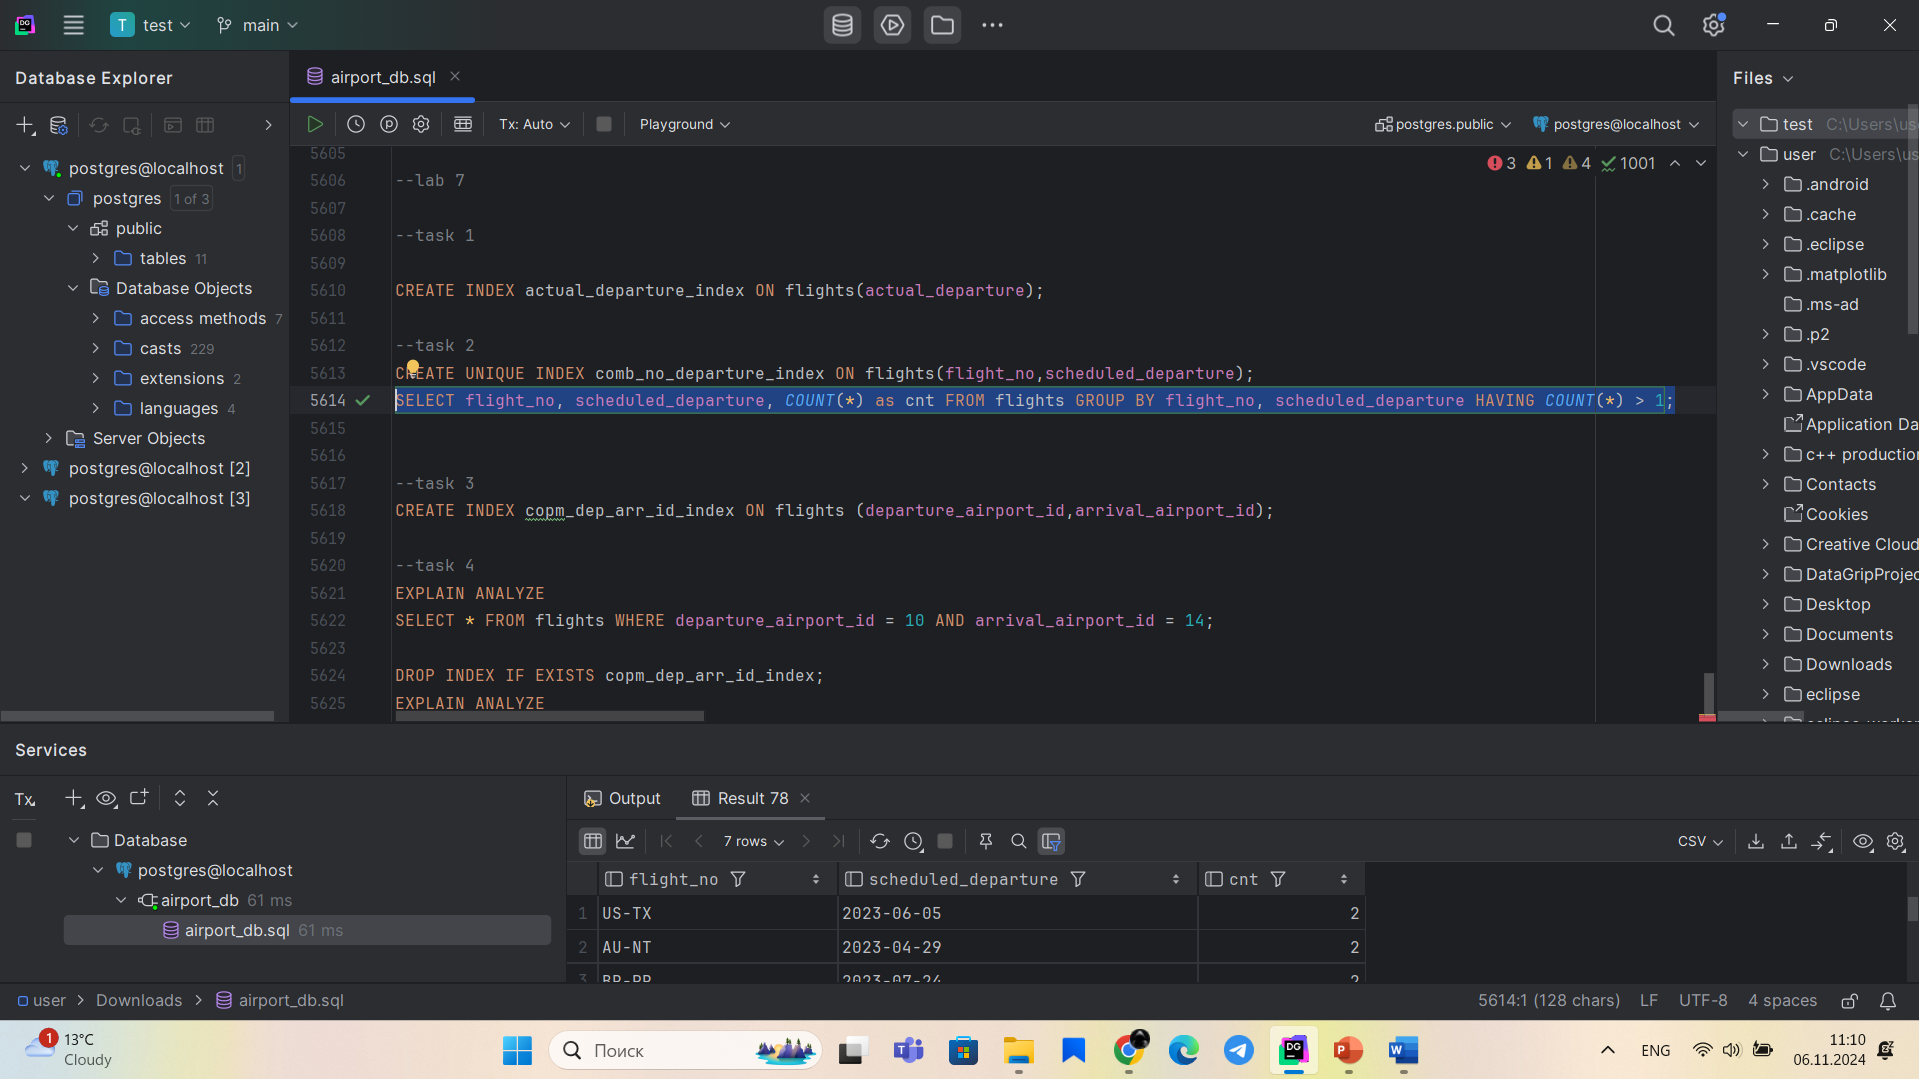 test
main
Database Explorer
airport_db.sql
Files
Tx: Auto
Playground
postgres.public
postgres@localhost
postgres@localhost 1
postgres 1 of 3
public
tables 11
Database Objects
access methods 7
casts 229
extensions 2
languages 4
Server Objects
postgres@localhost [2]
postgres@localhost [3]
3 1 4 1001
5605
5606 --lab 7
5607
5608 --task 1
5609
5610 CREATE INDEX actual_departure_index ON flights(actual_departure);
5611
5612 --task 2
5613 CREATE UNIQUE INDEX comb_no_departure_index ON flights(flight_no,scheduled_departure);
5614 SELECT flight_no, scheduled_departure, COUNT(*) as cnt FROM flights GROUP BY flight_no, scheduled_departure HAVING COUNT(*) > 1;
5615
5616
5617 --task 3
5618 CREATE INDEX copm_dep_arr_id_index ON flights (departure_airport_id,arrival_airport_id);
5619
5620 --task 4
5621 EXPLAIN ANALYZE
5622 SELECT * FROM flights WHERE departure_airport_id = 10 AND arrival_airport_id = 14;
5623
5624 DROP INDEX IF EXISTS copm_dep_arr_id_index;
5625 EXPLAIN ANALYZE
test C:\Users\us
user C:\Users\us
.android
.cache
.eclipse
.matplotlib
.ms-ad
.p2
.vscode
AppData
Application Da
c++ production
Contacts
Cookies
Creative Cloud
DataGripProjec
Desktop
Documents
Downloads
eclipse
Services
Tx
Database
postgres@localhost
airport_db 61 ms
airport_db.sql 61 ms
Output
Result 78
7 rows
CSV
flight_no scheduled_departure cnt
1 US-TX 2023-06-05 2
2 AU-NT 2023-04-29 2
3 2023-07-24 2
user > Downloads > airport_db.sql
5614:1 (128 chars) LF UTF-8 4 spaces
1
13°C
Cloudy
Поиск
ENG
11:10
06.11.2024